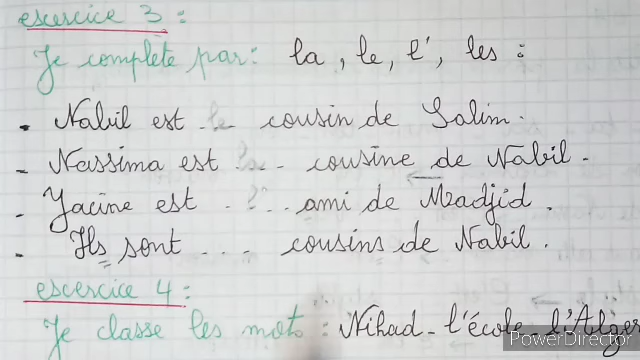 exercice 3 :
Je complète par : la, le, l', les :
- Nabil est .le. cousin de Salim.
- Nassima est .la.. cousine de Nabil.
- Yacine est .l'... ami de Madjid.
- Ils sont ... cousins de Nabil.
exercice 4 :
Je classe les mots : Nihad - l'école - l'Alger
PowerDirector